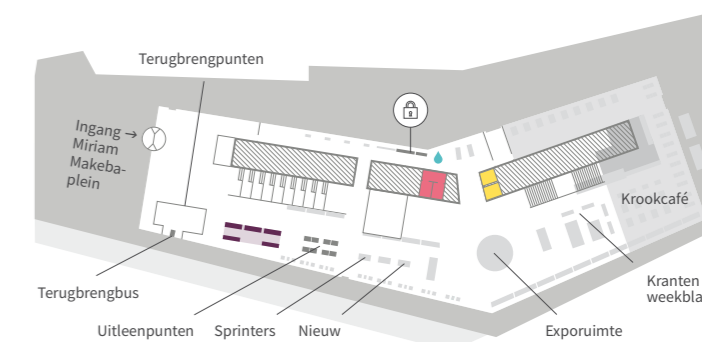 Terugbrengpunten
Ingang →
Miriam
Makeba-
plein
Krookcafé
Kranten
weekbla
Terugbrengbus
Uitleenpunten
Sprinters
Nieuw
Exporuimte